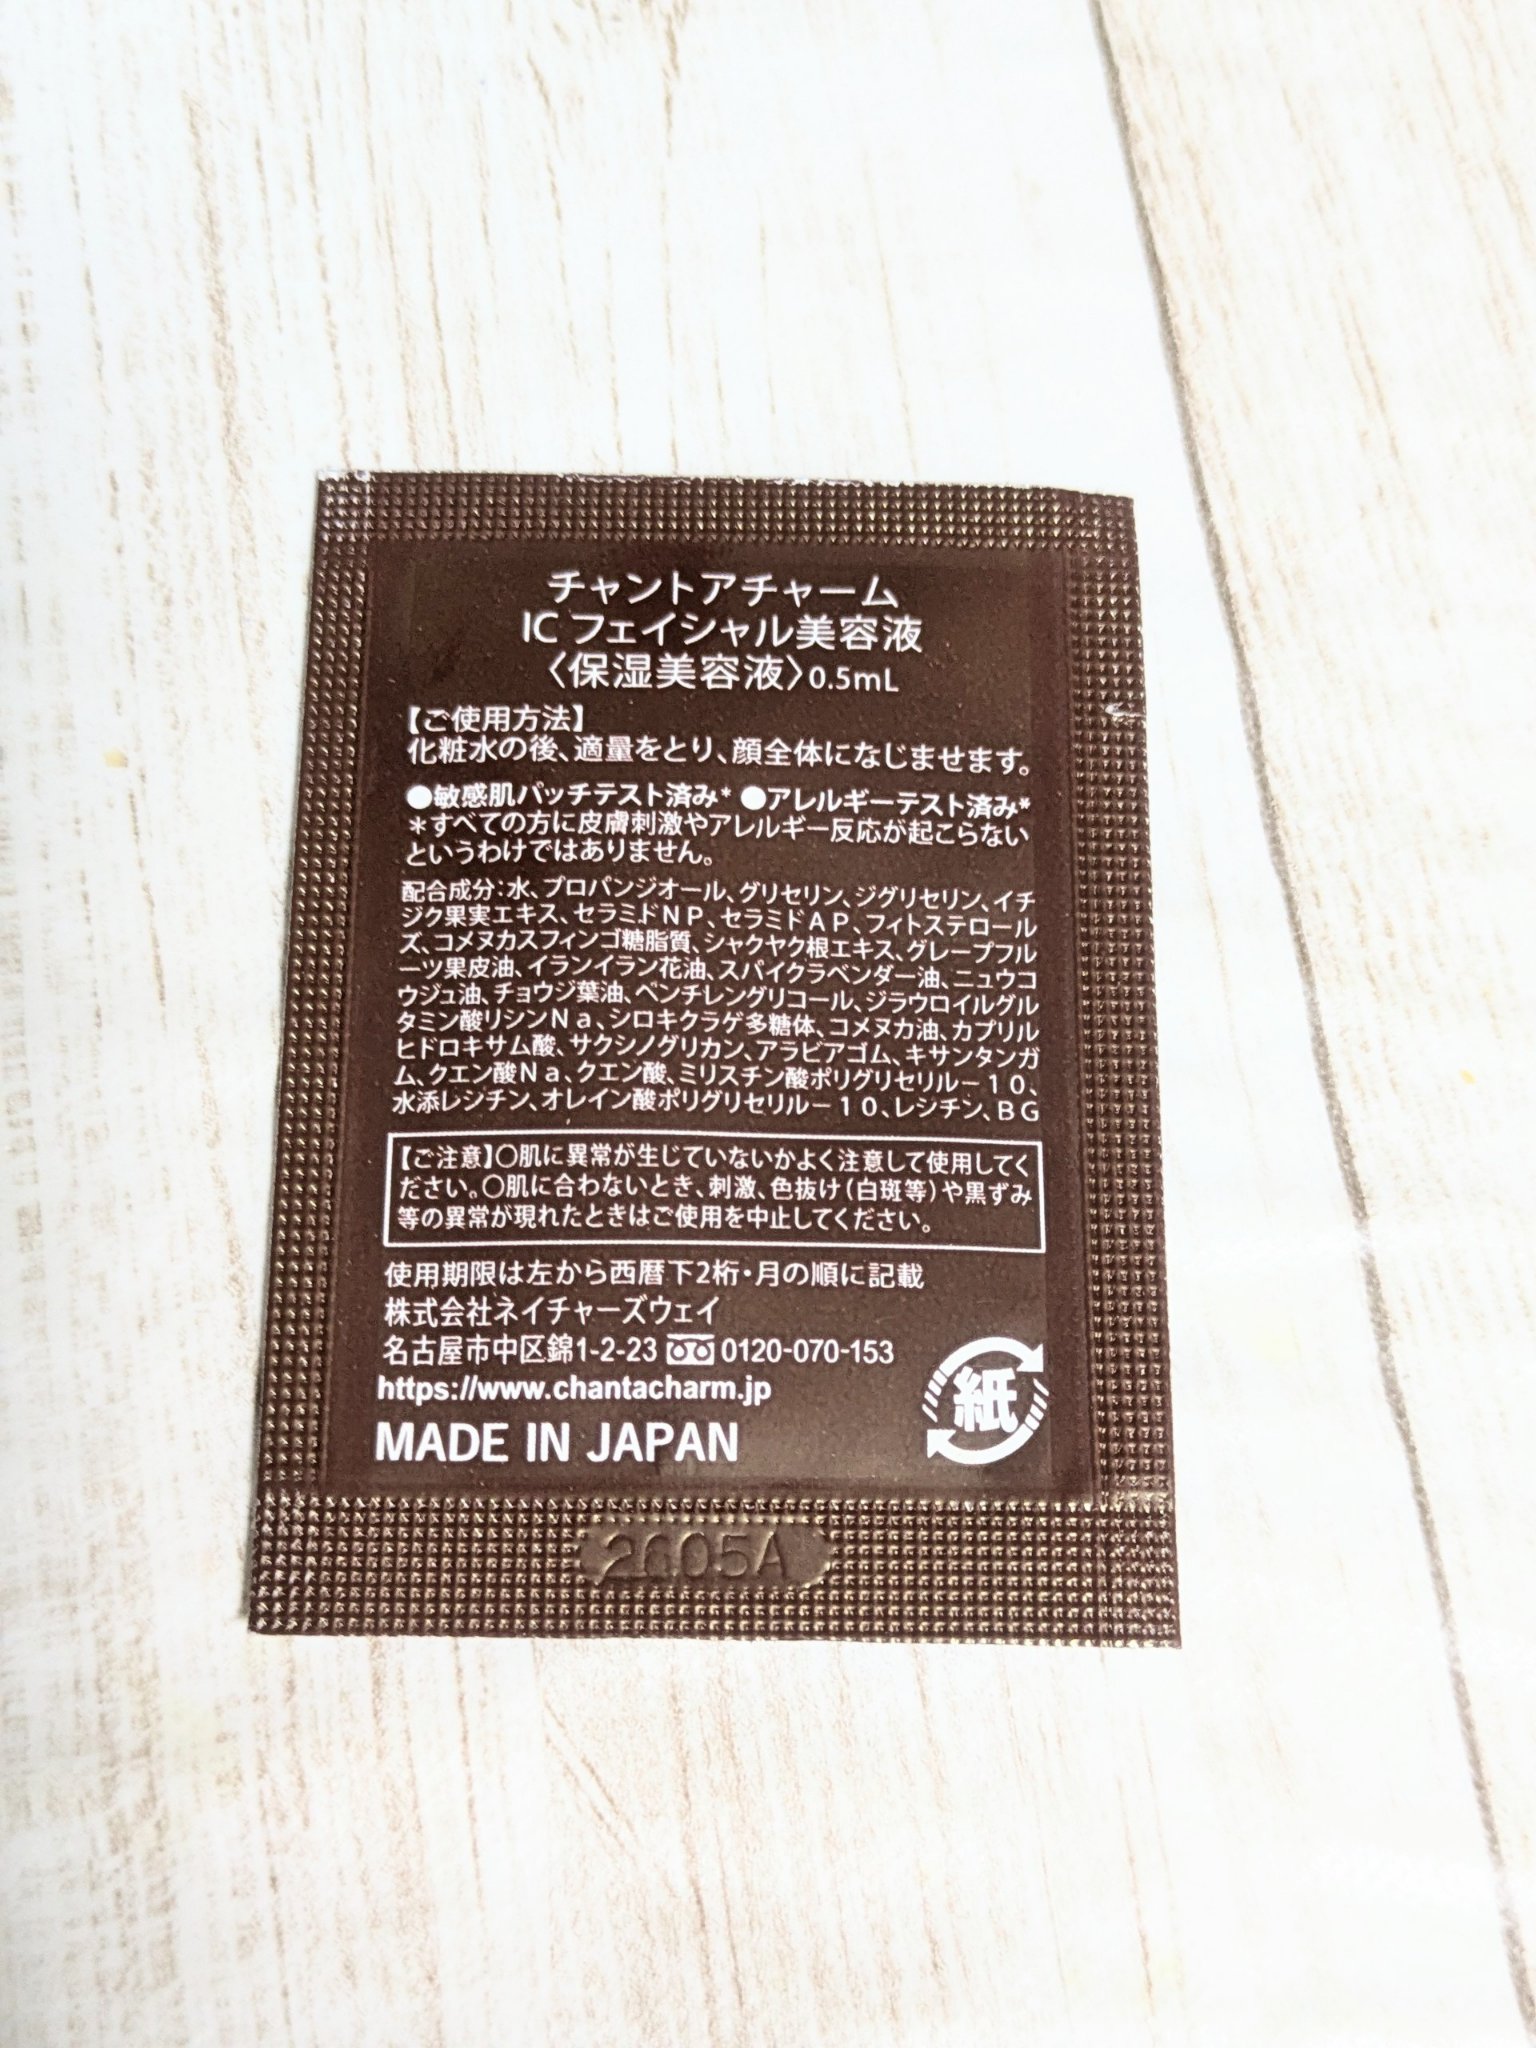 チャントアチャーム
IC フェイシャル美容液
〈保湿美容液〉0.5mL
【ご使用方法】
化粧水の後、適量をとり、顔全体になじませます。
●敏感肌パッチテスト済み* ●アレルギーテスト済み*
*すべての方に皮膚刺激やアレルギー反応が起こらない
というわけではありません。
配合成分:水、プロパンジオール、グリセリン、ジグリセリン、イチ
ジク果実エキス、セラミドNP、セラミドAP、フィトステロール
ズ、コメヌカスフィンゴ糖脂質、シャクヤク根エキス、グレープフル
ーツ果皮油、イランイラン花油、スパイクラベンダー油、ニュウコ
ウジュ油、チョウジ葉油、ペンチレングリコール、ジラウロイルグル
タミン酸リシンNa、シロキクラゲ多糖体、コメヌカ油、カプリル
ヒドロキサム酸、サクシノグリカン、アラビアゴム、キサンタンガ
ム、クエン酸Na、クエン酸、ミリスチン酸ポリグリセリル-10、
水添レシチン、オレイン酸ポリグリセリル-10、レシチン、BG
【ご注意】○肌に異常が生じていないかよく注意して使用してく
ださい。○肌に合わないとき、刺激、色抜け(白斑等)や黒ずみ
等の異常が現れたときはご使用を中止してください。
使用期限は左から西暦下2桁・月の順に記載
株式会社ネイチャーズウェイ
名古屋市中区錦1-2-23 0120-070-153
https://www.chantacharm.jp
MADE IN JAPAN
紙
2605A